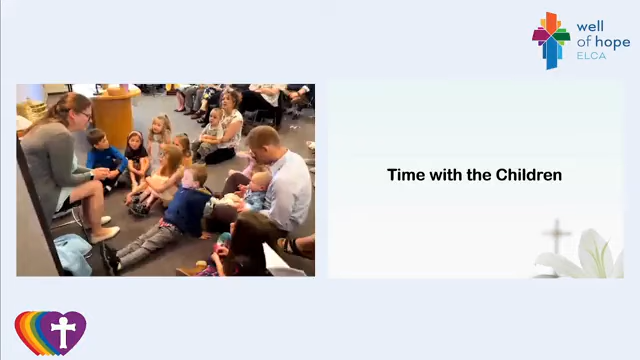 well
of hope
ELCA
Time with the Children